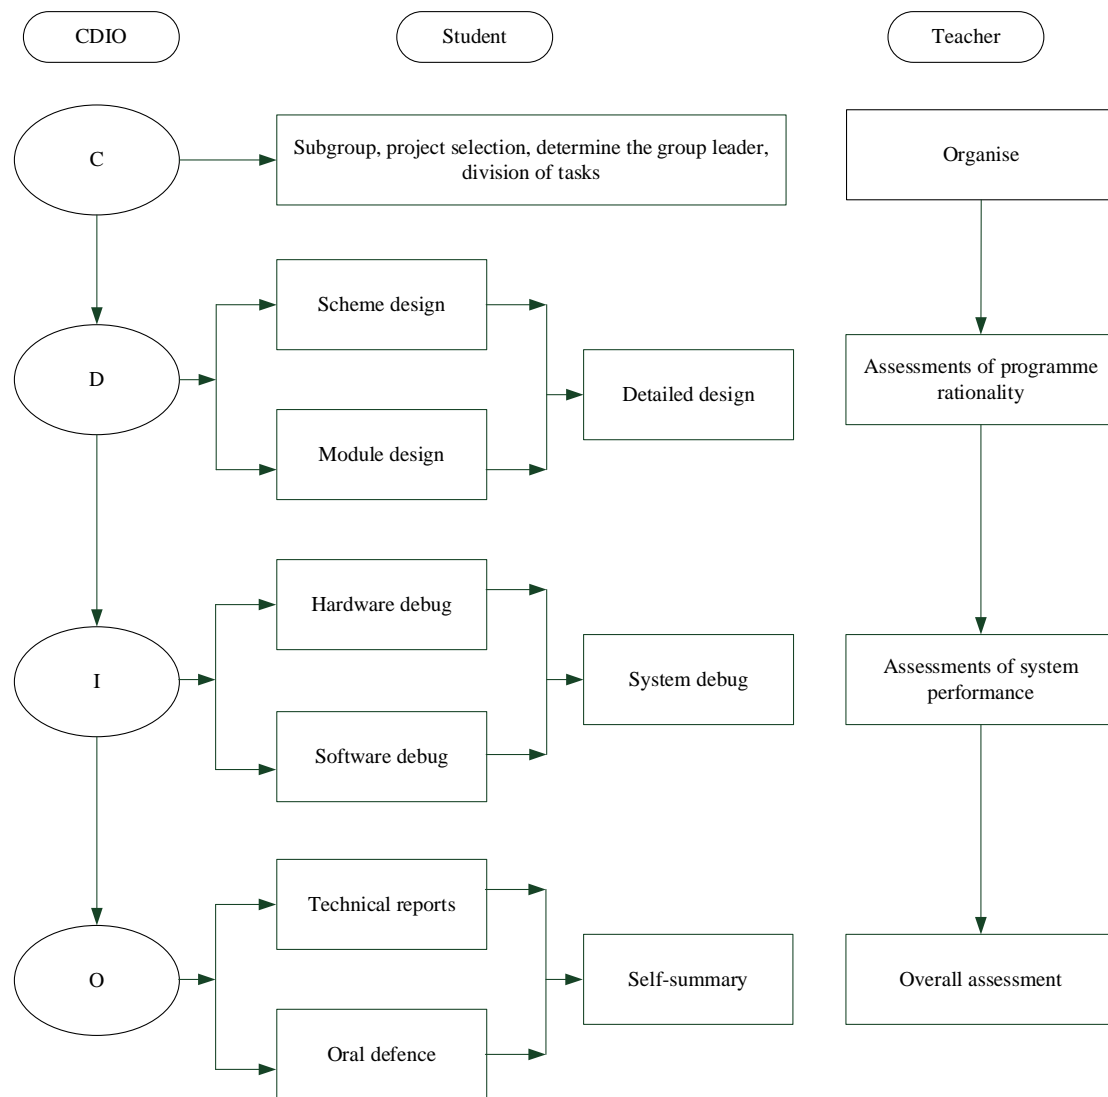 CDIO
Student
Teacher
C
Subgroup, project selection, determine the group leader,
division of tasks
Organise
D
Scheme design
Module design
Detailed design
Assessments of programme
rationality
I
Hardware debug
Software debug
System debug
Assessments of system
performance
O
Technical reports
Oral defence
Self-summary
Overall assessment